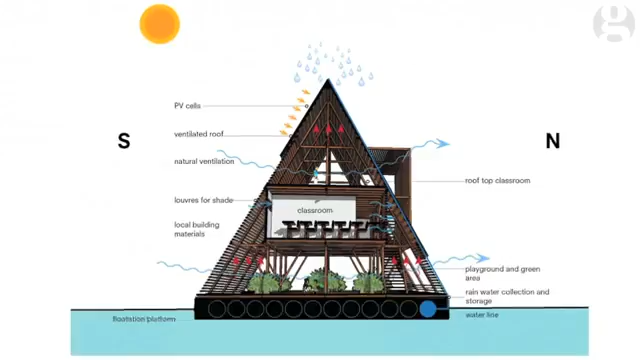 S
N
PV cells
ventilated roof
natural ventilation
louvres for shade
local building
materials
classroom
roof top classroom
playground and green
area
rain water collection and
storage
water line
floatation platform